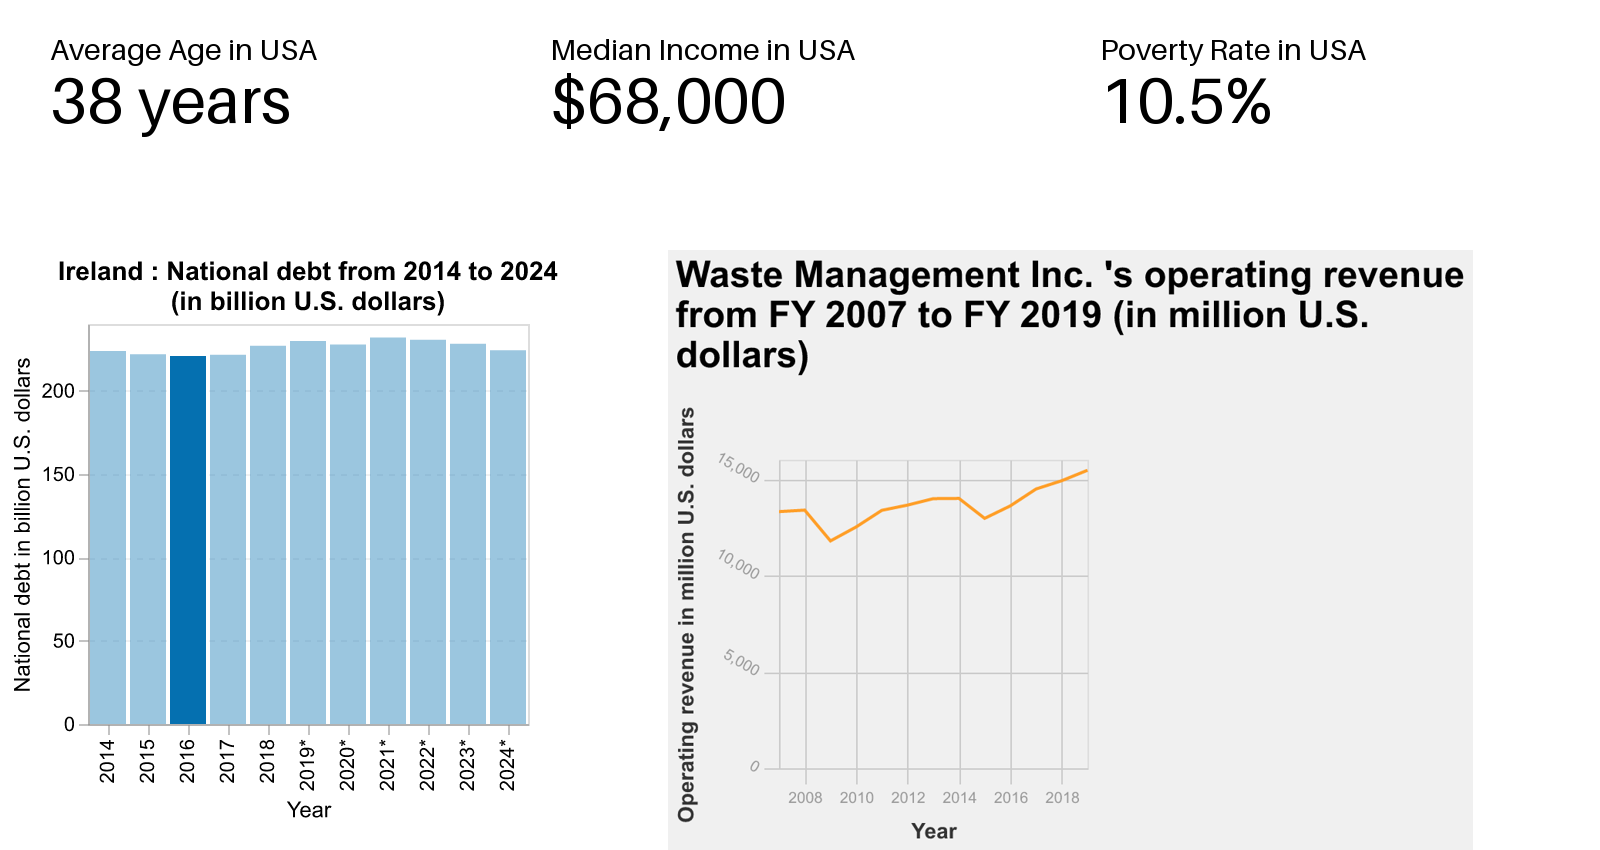 Average Age in USA
38 years
Median Income in USA
$68,000
Poverty Rate in USA
10.5%
Ireland : National debt from 2014 to 2024
(in billion U.S. dollars)
National debt in billion U.S. dollars
200
150
100
50
0
2014
2015
2016
2017
2018
2019*
2020*
2021*
2022*
2023*
2024*
Year
Waste Management Inc. 's operating revenue
from FY 2007 to FY 2019 (in million U.S.
dollars)
Operating revenue in million U.S. dollars
15,000
10,000
5,000
0
2008
2010
2012
2014
2016
2018
Year